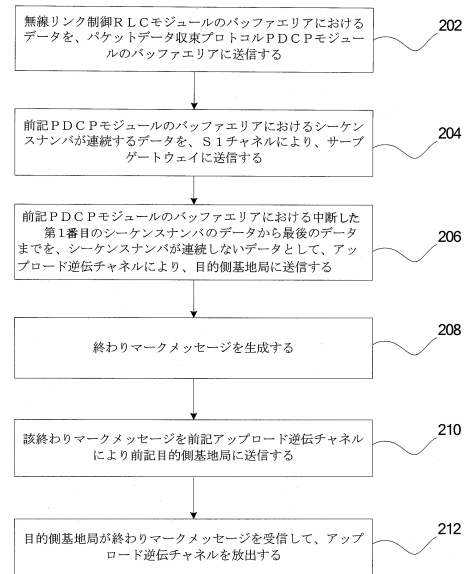 無線リンク制御ＲＬＣモジュールのバッファエリアにおける
データを、パケットデータ収束プロトコルＰＤＣＰモジュー
ルのバッファエリアに送信する
202
前記ＰＤＣＰモジュールのバッファエリアにおけるシーケン
スナンバが連続するデータを、Ｓ１チャネルにより、サーブ
ゲートウェイに送信する
204
前記ＰＤＣＰモジュールのバッファエリアにおける中断した
第１番目のシーケンスナンバのデータから最後のデータ
までを、シーケンスナンバが連続しないデータとして、アッ
プロード逆伝チャネルにより、目的側基地局に送信する
206
終わりマークメッセージを生成する
208
該終わりマークメッセージを前記アップロード逆伝チャネル
により前記目的側基地局に送信する
210
目的側基地局が終わりマークメッセージを受信して、アップ
ロード逆伝チャネルを放出する
212